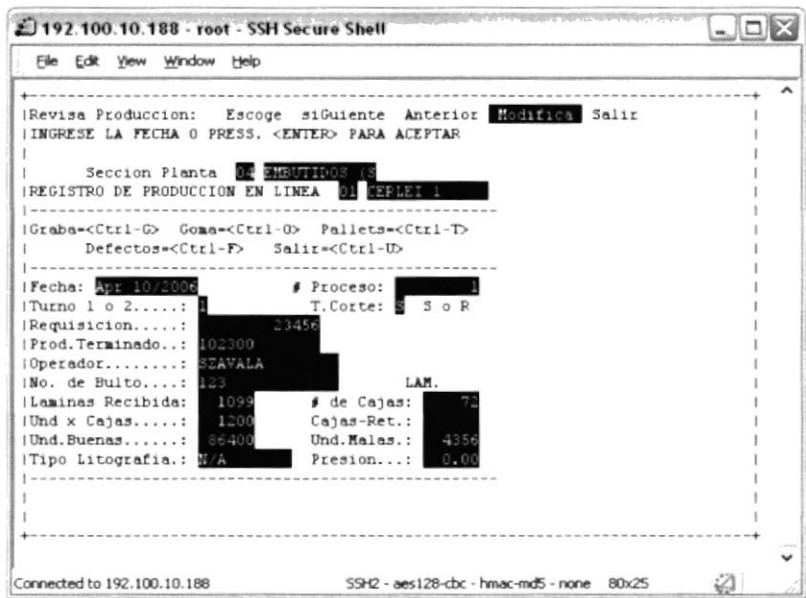 192.100.10.188 - root - SSH Secure Shell
File Edit View Window Help
Revisa Produccion: Escoge siGuiente Anterior Modifica Salir
INGRESE LA FECHA O PRESS. <ENTER> PARA ACEPTAR
Seccion Planta 04 EMBUTIDOS (S
REGISTRO DE PRODUCCION EN LINEA 01 CEPLEI 1
Graba=<Ctrl-G> Goma=<Ctrl-O> Pallets=<Ctrl-T>
Defectos=<Ctrl-F> Salir=<Ctrl-U>
Fecha: Apr 10/2006 # Proceso: 1
Turno 1 o 2.....: 1 T.Corte: S S o R
Requisicion.....: 23456
Prod.Terminado..: 102300
Operador........: SZAVALA
No. de Bulto....: 123 LAM.
Laminas Recibida: 1099 # de Cajas: 72
Und x Cajas.....: 1200 Cajas-Ret.:
Und.Buenas......: 86400 Und.Malas.: 4356
Tipo Litografia.: N/A Presion...: 0.00
Connected to 192.100.10.188 SSH2 - aes128-cbc - hmac-md5 - none 80x25